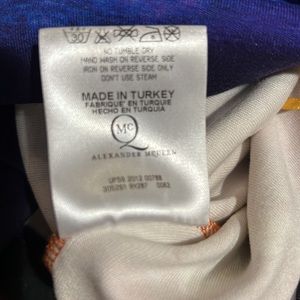 30
NO TUMBLE DRY
HAND WASH ON REVERSE SIDE
IRON ON REVERSE SIDE ONLY
DON'T USE STEAM
MADE IN TURKEY
FABRIQUE EN TURQUIE
HECHO EN TURQUIA
McQ
ALEXANDER MCQUEEN